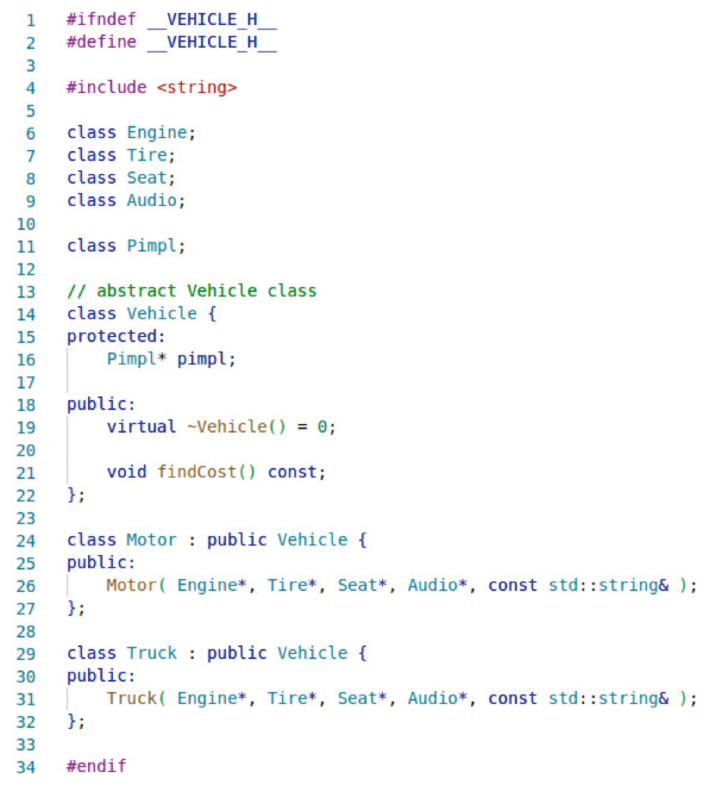 1 #ifndef __VEHICLE_H__
2 #define __VEHICLE_H__
3
4 #include <string>
5
6 class Engine;
7 class Tire;
8 class Seat;
9 class Audio;
10
11 class Pimpl;
12
13 // abstract Vehicle class
14 class Vehicle {
15 protected:
16     Pimpl* pimpl;
17
18 public:
19     virtual ~Vehicle() = 0;
20
21     void findCost() const;
22 };
23
24 class Motor : public Vehicle {
25 public:
26     Motor( Engine*, Tire*, Seat*, Audio*, const std::string& );
27 };
28
29 class Truck : public Vehicle {
30 public:
31     Truck( Engine*, Tire*, Seat*, Audio*, const std::string& );
32 };
33
34 #endif